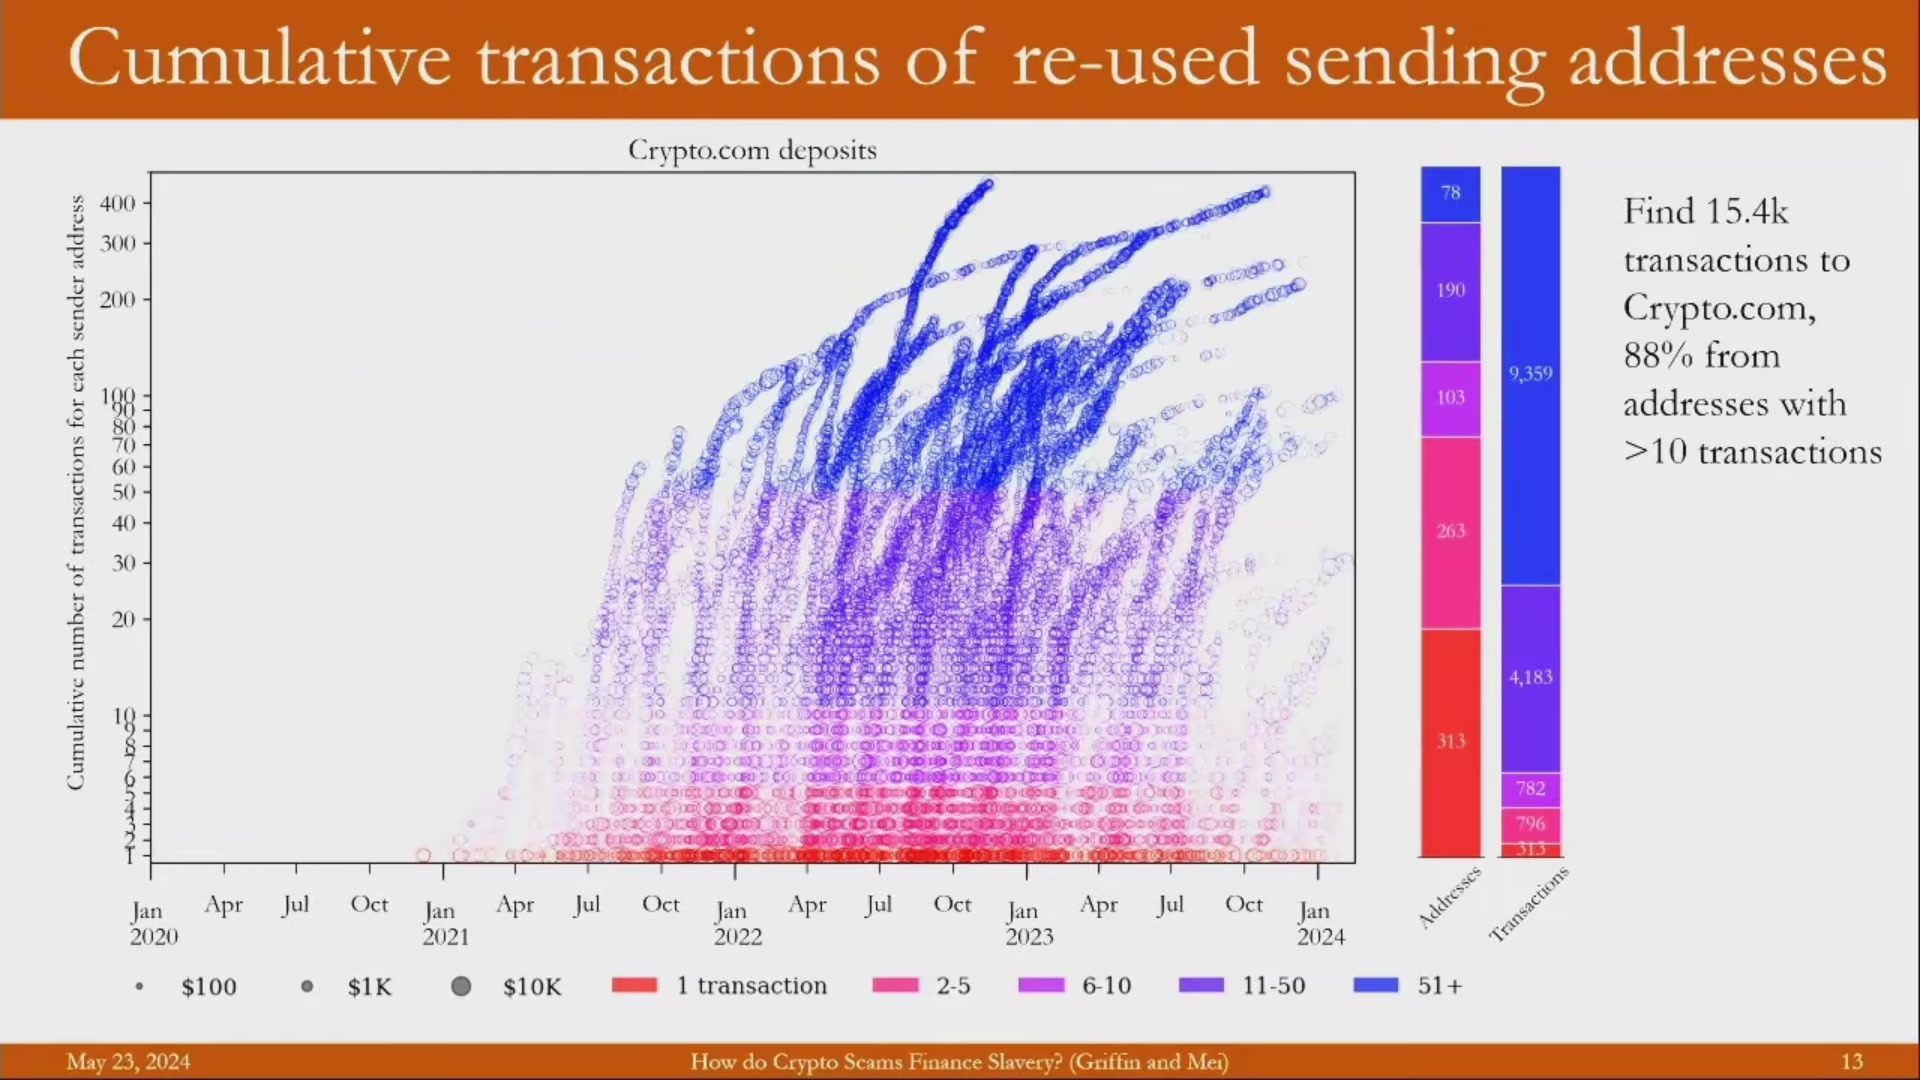 Cumulative transactions of re-used sending addresses
Crypto.com deposits
Cumulative number of transactions for each sender address
400
300
200
100
90
80
70
60
50
40
30
20
10
9
8
7
6
5
4
3
2
1
Jan
2020
Apr
Jul
Oct
Jan
2021
Apr
Jul
Oct
Jan
2022
Apr
Jul
Oct
Jan
2023
Apr
Jul
Oct
Jan
2024
78
190
103
263
313
Addresses
9,359
4,183
782
796
313
Transactions
Find 15.4k
transactions to
Crypto.com,
88% from
addresses with
>10 transactions
$100 $1K $10K 1 transaction 2-5 6-10 11-50 51+
May 23, 2024
How do Crypto Scams Finance Slavery? (Griffin and Mei)
13